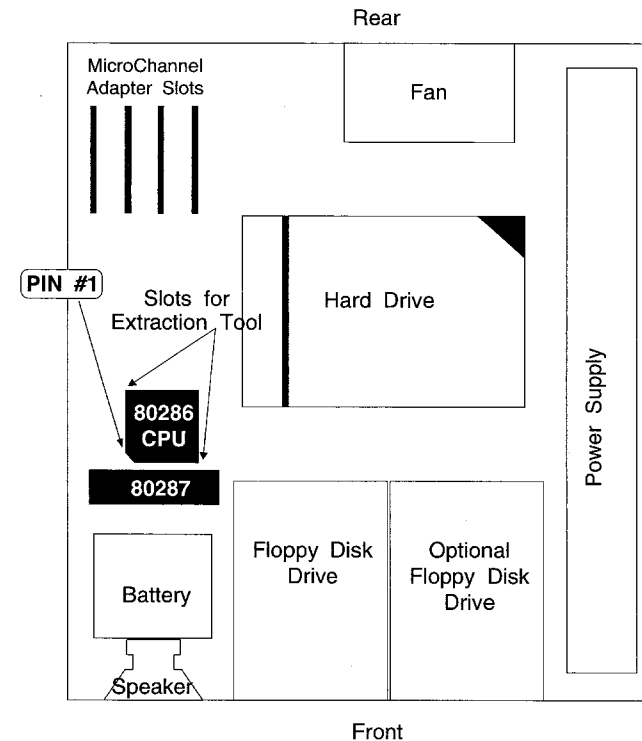 Rear
MicroChannel
Adapter Slots
Fan
PIN #1
Slots for
Extraction Tool
Hard Drive
80286
CPU
80287
Power Supply
Floppy Disk
Drive
Optional
Floppy Disk
Drive
Battery
Speaker
Front